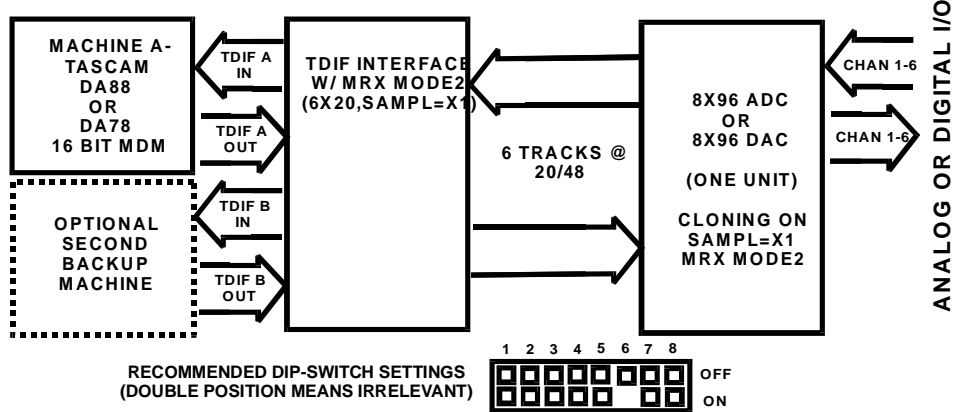 MACHINE A-
TASCAM
DA88
OR
DA78
16 BIT MDM
TDIF A
IN
TDIF A
OUT
OPTIONAL
SECOND
BACKUP
MACHINE
TDIF B
IN
TDIF B
OUT
TDIF INTERFACE
W/ MRX MODE2
(6X20,SAMPL=X1)
6 TRACKS @
20/48
8X96 ADC
OR
8X96 DAC
(ONE UNIT)
CLONING ON
SAMPL=X1
MRX MODE2
CHAN 1-6
CHAN 1-6
ANALOG OR DIGITAL I/O
RECOMMENDED DIP-SWITCH SETTINGS
(DOUBLE POSITION MEANS IRRELEVANT)
1 2 3 4 5 6 7 8
OFF
ON